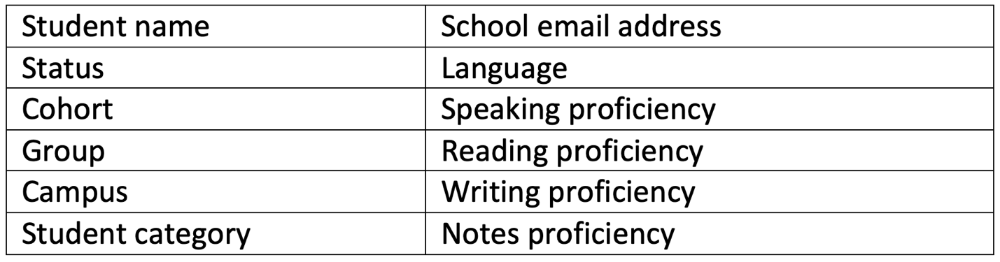 Student name School email address
Status Language
Cohort Speaking proficiency
Group Reading proficiency
Campus Writing proficiency
Student category Notes proficiency